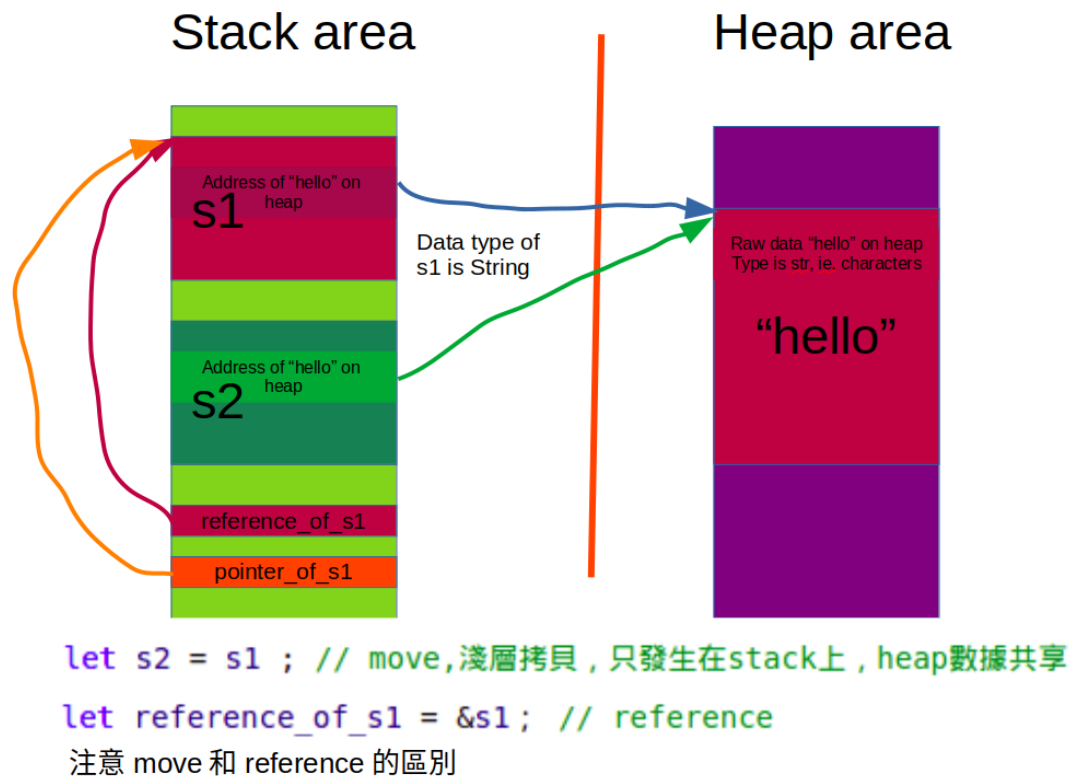 Stack area
Heap area
Address of “hello” on
heap
s1
Data type of
s1 is String
Raw data “hello” on heap
Type is str, ie. characters
“hello”
Address of “hello” on
heap
s2
reference_of_s1
pointer_of_s1
let s2 = s1 ; // move,淺層拷貝，只發生在stack上，heap數據共享
let reference_of_s1 = &s1; // reference
注意 move 和 reference 的區別